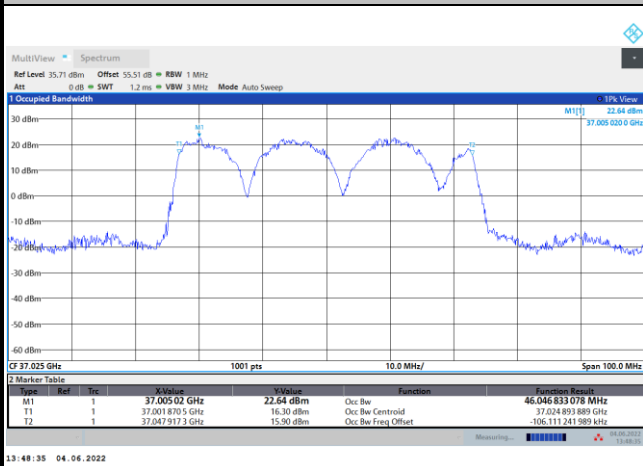 MultiView Spectrum
Ref Level 35.71 dBm Offset 55.51 dB RBW 1 MHz
Att 0 dB SWT 1.2 ms VBW 3 MHz Mode Auto Sweep
1 Occupied Bandwidth 1Pk View
M1[1] 22.64 dBm
37.005 020 0 GHz
30 dBm
M1
20 dBm
T1
T2
10 dBm
0 dBm
-10 dBm
-20 dBm
-30 dBm
-40 dBm
-50 dBm
-60 dBm
CF 37.025 GHz 1001 pts 10.0 MHz/ Span 100.0 MHz
2 Marker Table
Type Ref Trc X-Value Y-Value Function Function Result
M1 1 37.005 02 GHz 22.64 dBm Occ Bw 46.046 833 078 MHz
T1 1 37.001 870 5 GHz 16.30 dBm Occ Bw Centroid 37.024 893 889 GHz
T2 1 37.047 917 3 GHz 15.90 dBm Occ Bw Freq Offset -106.111 241 989 kHz
Measuring... 04.06.2022
13:48:35
13:48:35 04.06.2022